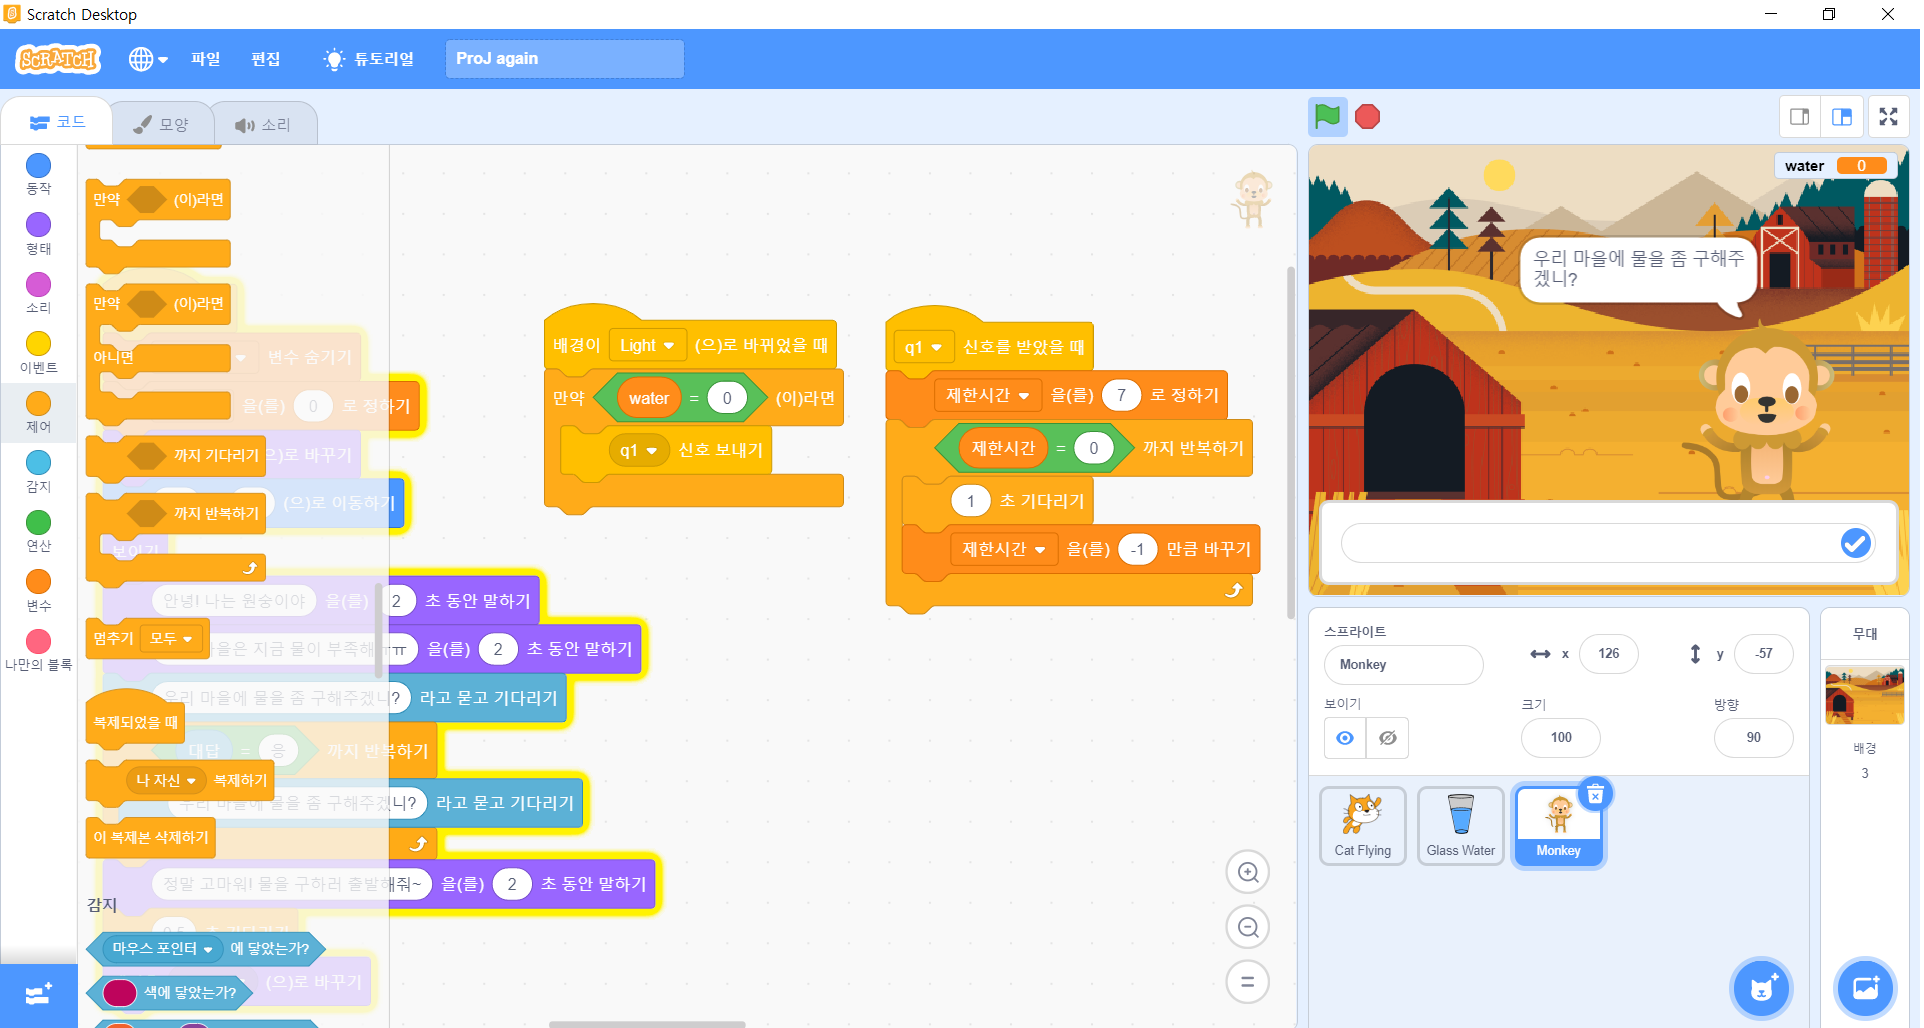 Scratch Desktop
SCRATCH
파일
편집
튜토리얼
ProJ again
코드
모양
소리
동작
형태
소리
이벤트
제어
감지
연산
변수
나만의 블록
만약 (이)라면
만약 (이)라면
아니면
까지 기다리기
까지 반복하기
멈추기 모두
복제되었을 때
나 자신 복제하기
이 복제본 삭제하기
감지
마우스 포인터 에 닿았는가?
색에 닿았는가?
변수 숨기기
을(를) 0 로 정하기
으)로 바꾸기
(으)로 이동하기
보이기
안녕! 나는 원숭이야 을(를) 2 초 동안 말하기
을은 지금 물이 부족해 ㅠ 을(를) 2 초 동안 말하기
우리 마을에 물을 좀 구해주겠니? 라고 묻고 기다리기
대답 = 응 까지 반복하기
우리 마을에 물을 좀 구해주겠니? 라고 묻고 기다리기
정말 고마워! 물을 구하러 출발해줘~ 을(를) 2 초 동안 말하기
0.5 초 기다리기
(으)로 바꾸기
배경이 Light (으)로 바뀌었을 때
만약 water = 0 (이)라면
q1 신호 보내기
q1 신호를 받았을 때
제한시간 을(를) 7 로 정하기
제한시간 = 0 까지 반복하기
1 초 기다리기
제한시간 을(를) -1 만큼 바꾸기
water 0
우리 마을에 물을 좀 구해주
겠니?
스프라이트
Monkey
x 126
y -57
보이기
크기
방향
100
90
Cat Flying
Glass Water
Monkey
무대
배경
3